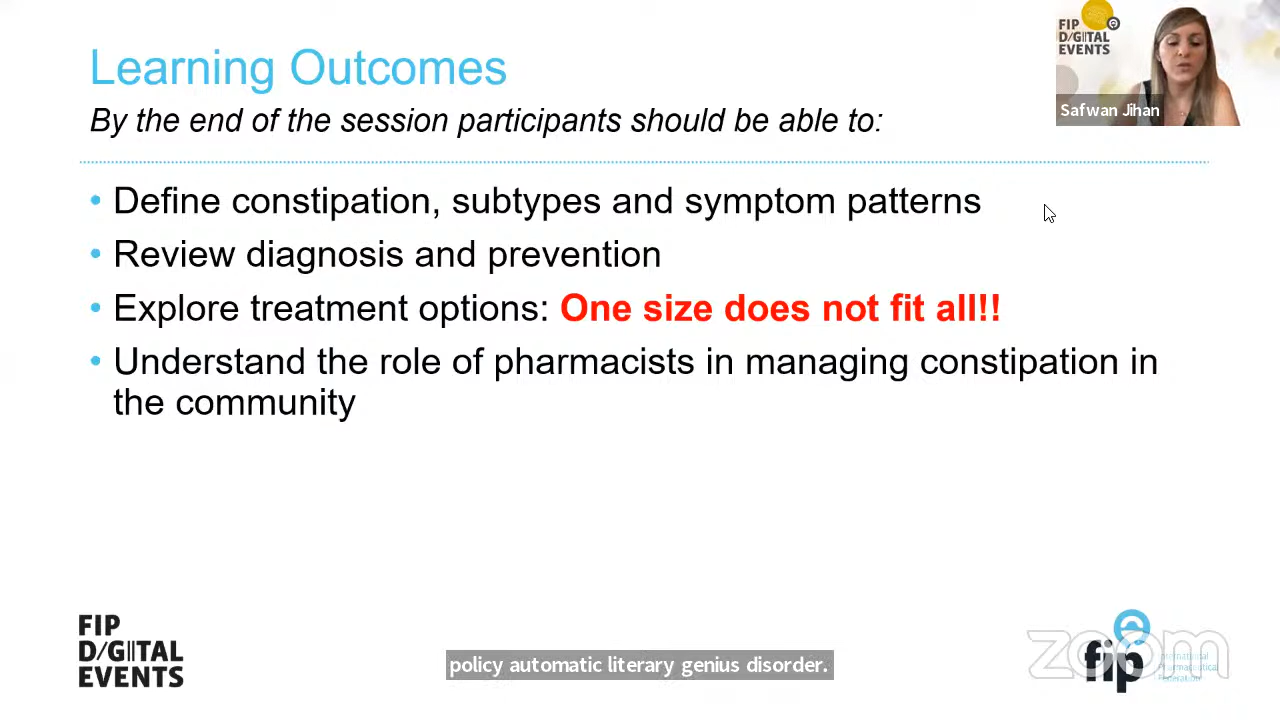 Learning Outcomes
By the end of the session participants should be able to:
FIP
D/GITAL
EVENTS
Safwan Jihan
• Define constipation, subtypes and symptom patterns
• Review diagnosis and prevention
• Explore treatment options: One size does not fit all!!
• Understand the role of pharmacists in managing constipation in
the community
FIP
D/GITAL
EVENTS
policy automatic literary genius disorder.
zoom
fip
International
Pharmaceutical
Federation